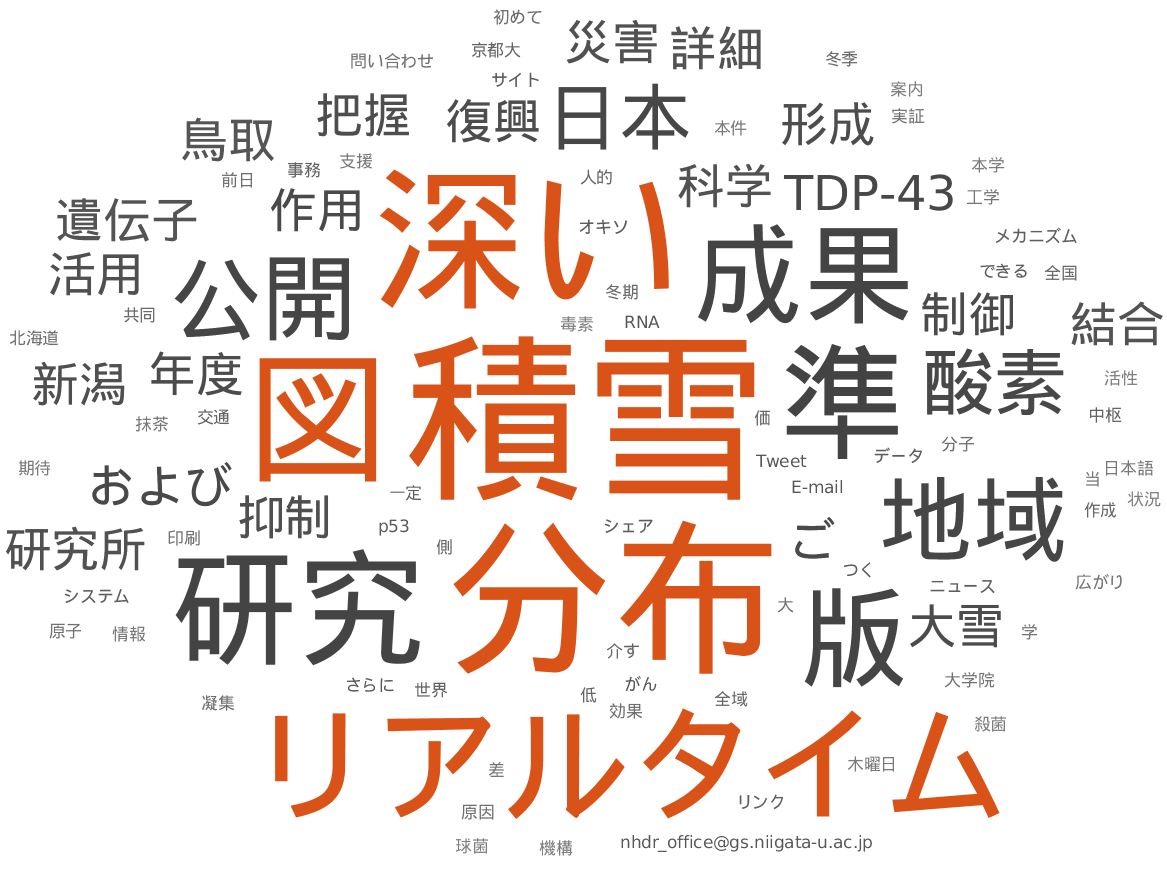 初めて
災害
詳細
京都大
問い合わせ
冬季
サイト
案内
日本
把握
復興
形成
実証
鳥取
本件
支援
事務
本学
前日
人的
科学
TDP-43
工学
作用
深い
遺伝子
オキソ
メカニズム
活用
成果
できる
全国
公開
冬期
制御
共同
毒素
RNA
結合
北海道
年度
新潟
図
積雪
準
酸素
活性
抹茶
交通
価
中枢
分子
データ
期待
および
Tweet
日本語
当
E-mail
一定
状況
地域
作成
抑制
p53
シェア
ご
研究所
印刷
側
つく
システム
研究
分布
ニュース
広がり
版
大
大雪
原子
情報
学
介す
さらに
世界
がん
大学院
低
全域
凝集
効果
殺菌
リアルタイム
差
木曜日
リンク
原因
球菌
機構
nhdr_office@gs.niigata-u.ac.jp